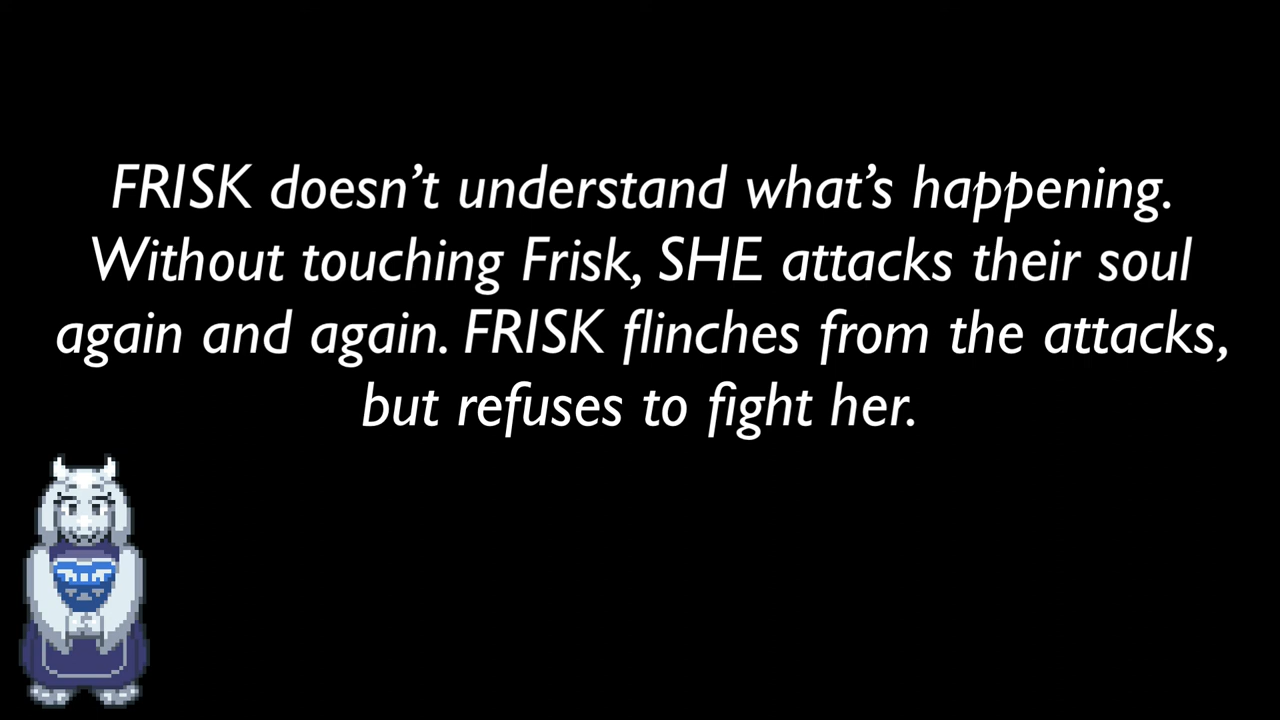 FRISK doesn’t understand what’s happening.
Without touching Frisk, SHE attacks their soul
again and again. FRISK flinches from the attacks,
but refuses to fight her.